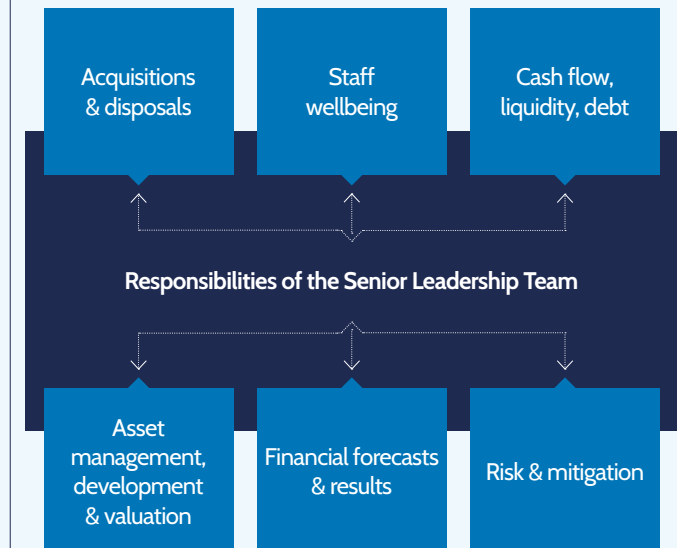 Acquisitions
& disposals
Staff
wellbeing
Cash flow,
liquidity, debt
Responsibilities of the Senior Leadership Team
Asset
management,
development
& valuation
Financial forecasts
& results
Risk & mitigation